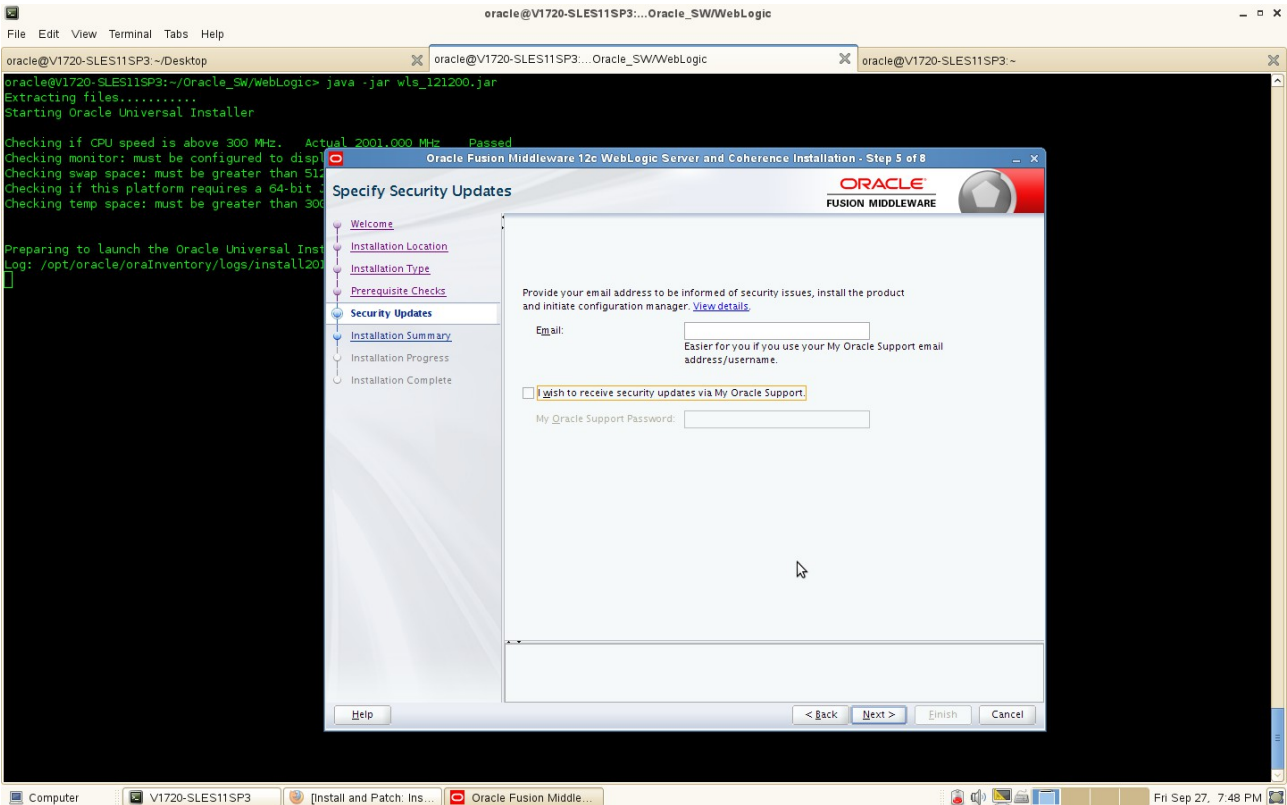 oracle@V1720-SLES11SP3:...Oracle_SW/WebLogic
File Edit View Terminal Tabs Help
oracle@V1720-SLES11SP3:~/Desktop
oracle@V1720-SLES11SP3:...Oracle_SW/WebLogic
oracle@V1720-SLES11SP3:~
oracle@V1720-SLES11SP3:~/Oracle_SW/WebLogic> java -jar wls_121200.jar
Extracting files...........
Starting Oracle Universal Installer
Checking if CPU speed is above 300 MHz. Actual 2001.000 MHz Passed
Checking monitor: must be configured to displ
Checking swap space: must be greater than 512
Checking if this platform requires a 64-bit J
Checking temp space: must be greater than 300
Preparing to launch the Oracle Universal Inst
Log: /opt/oracle/oraInventory/logs/install201
Oracle Fusion Middleware 12c WebLogic Server and Coherence Installation - Step 5 of 8
Specify Security Updates
ORACLE
FUSION MIDDLEWARE
Welcome
Installation Location
Installation Type
Prerequisite Checks
Security Updates
Installation Summary
Installation Progress
Installation Complete
Provide your email address to be informed of security issues, install the product
and initiate configuration manager. View details.
Email:
Easier for you if you use your My Oracle Support email
address/username.
I wish to receive security updates via My Oracle Support.
My Oracle Support Password:
Help
< Back
Next >
Finish
Cancel
Computer
V1720-SLES11SP3
[Install and Patch: Ins...
Oracle Fusion Middle...
Fri Sep 27, 7:48 PM